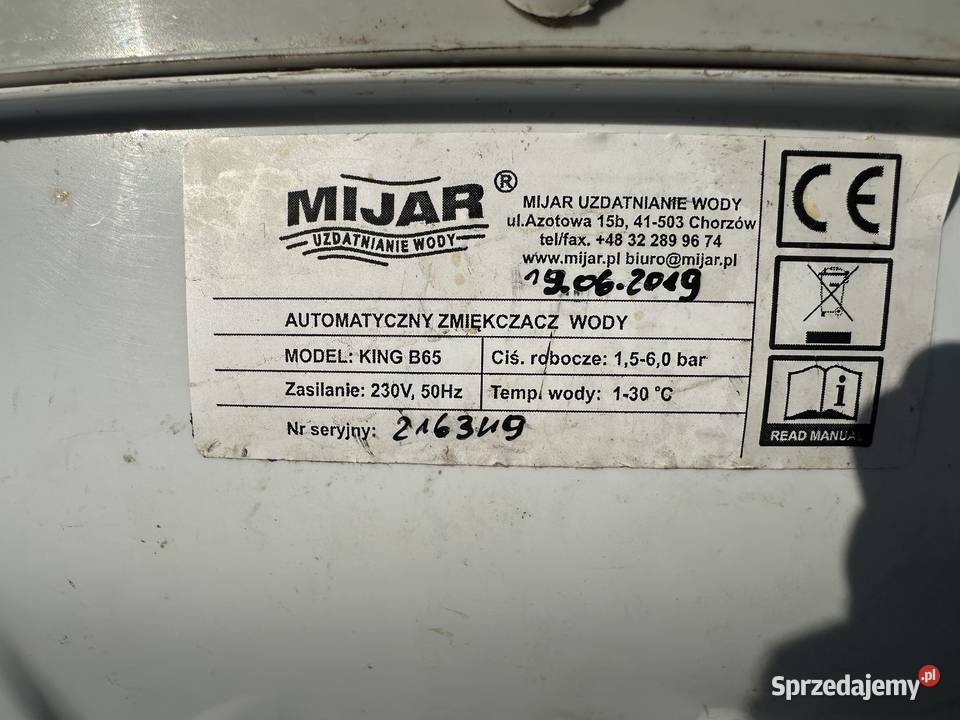 MIJAR ®
UZDATNIANIE WODY
MIJAR UZDATNIANIE WODY
ul.Azotowa 15b, 41-503 Chorzów
tel/fax. +48 32 289 96 74
www.mijar.pl biuro@mijar.pl
19.06.2019
AUTOMATYCZNY ZMIĘKCZACZ WODY
MODEL: KING B65
Ciś. robocze: 1,5-6,0 bar
Zasilanie: 230V, 50Hz
Temp. wody: 1-30 °C
Nr seryjny:
CE
i
READ MANUAL
Sprzedajemy.pl